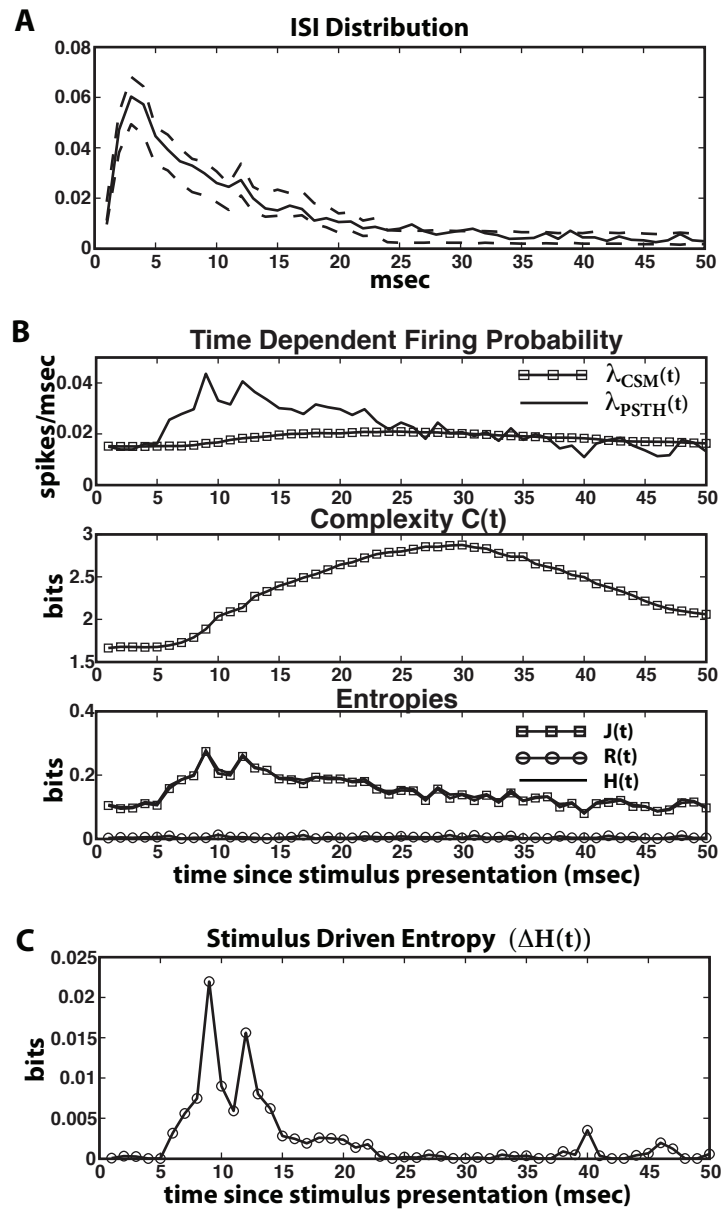 A
ISI Distribution
0.08
0.06
0.04
0.02
0
0 5 10 15 20 25 30 35 40 45 50
msec
B
Time Dependent Firing Probability
spikes/msec
0.04
0.02
0
λCSM(t)
λPSTH(t)
0 5 10 15 20 25 30 35 40 45 50
Complexity C(t)
bits
3
2.5
2
1.5
0 5 10 15 20 25 30 35 40 45 50
Entropies
bits
0.4
0.2
0
J(t)
R(t)
H(t)
0 5 10 15 20 25 30 35 40 45 50
time since stimulus presentation (msec)
C
Stimulus Driven Entropy (ΔH(t))
bits
0.025
0.02
0.015
0.01
0.005
0
0 5 10 15 20 25 30 35 40 45 50
time since stimulus presentation (msec)